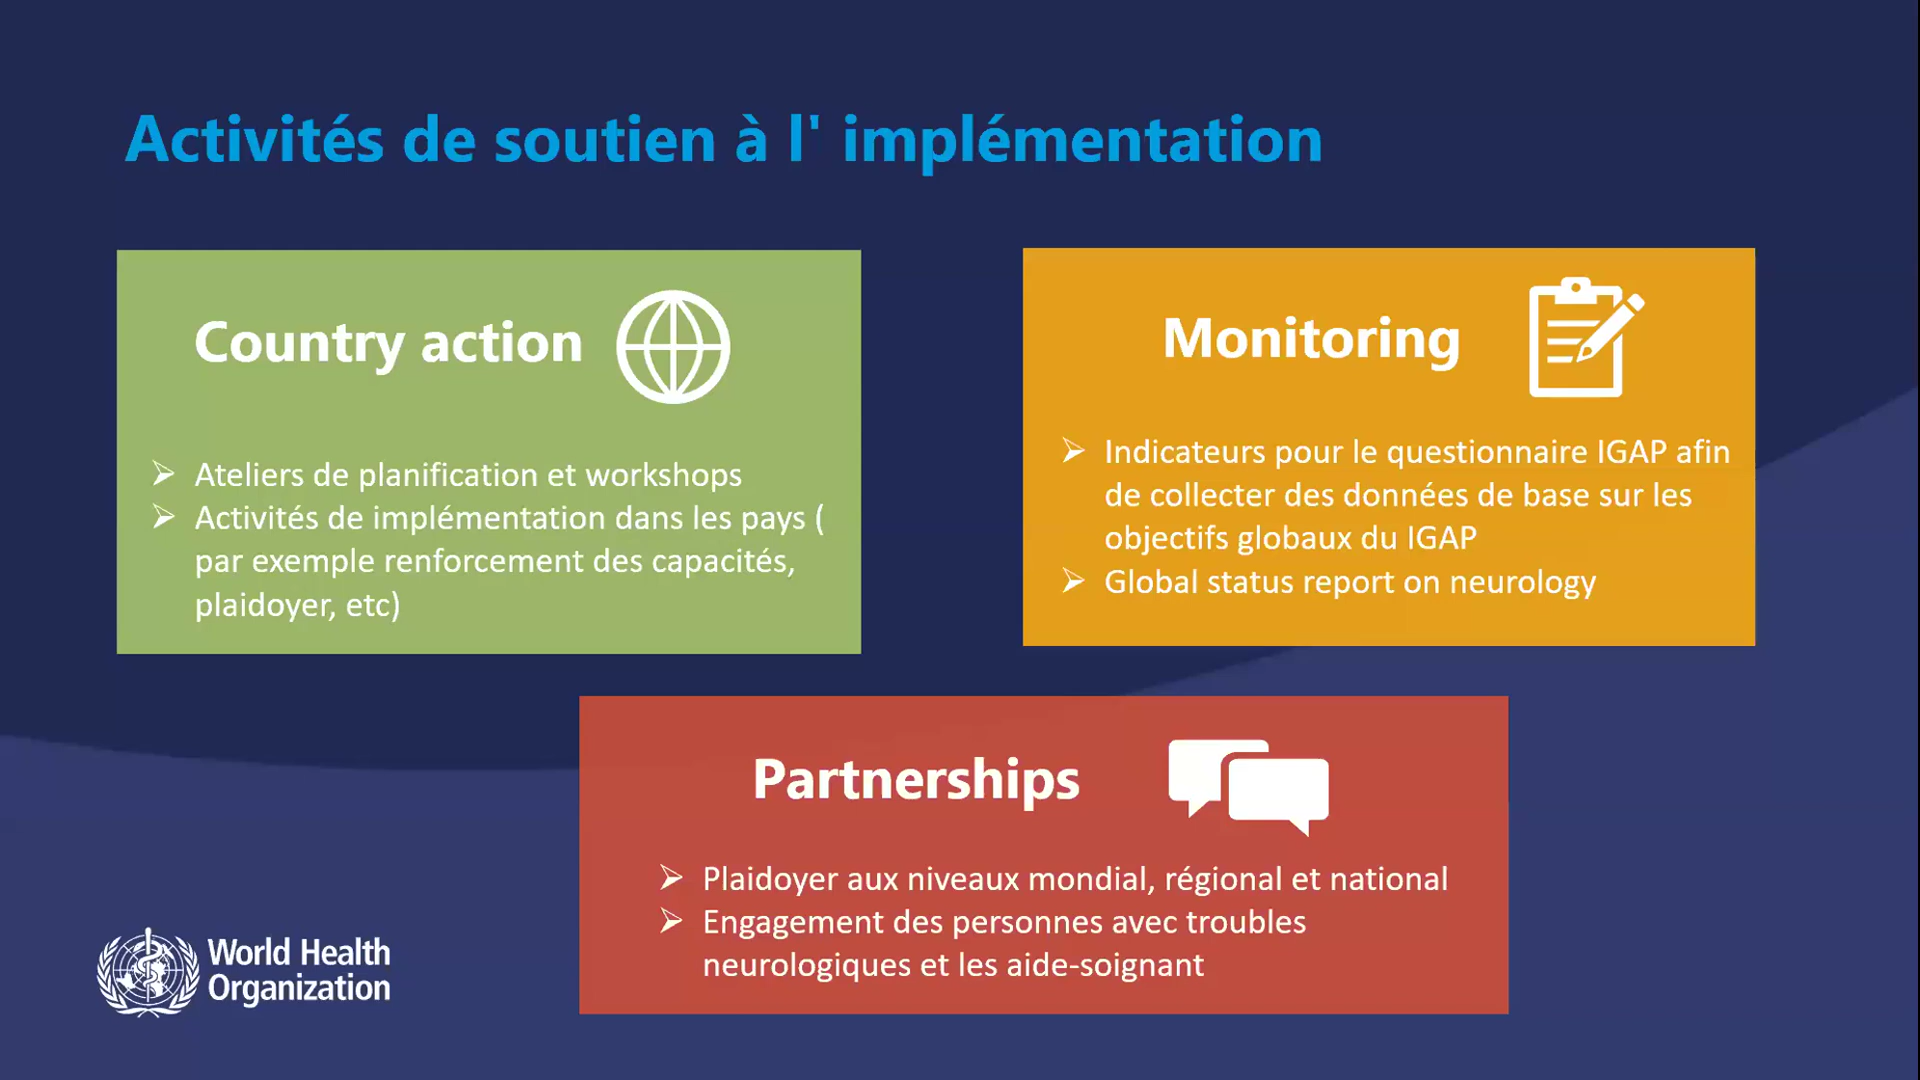 Activités de soutien à l' implémentation
Country action
Ateliers de planification et workshops
Activités de implémentation dans les pays (
par exemple renforcement des capacités,
plaidoyer, etc)
Monitoring
Indicateurs pour le questionnaire IGAP afin
de collecter des données de base sur les
objectifs globaux du IGAP
Global status report on neurology
Partnerships
Plaidoyer aux niveaux mondial, régional et national
Engagement des personnes avec troubles
neurologiques et les aide-soignant
World Health
Organization